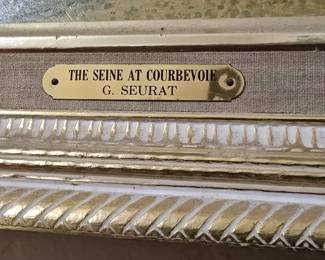 THE SEINE AT COURBEVOIE
G. SEURAT